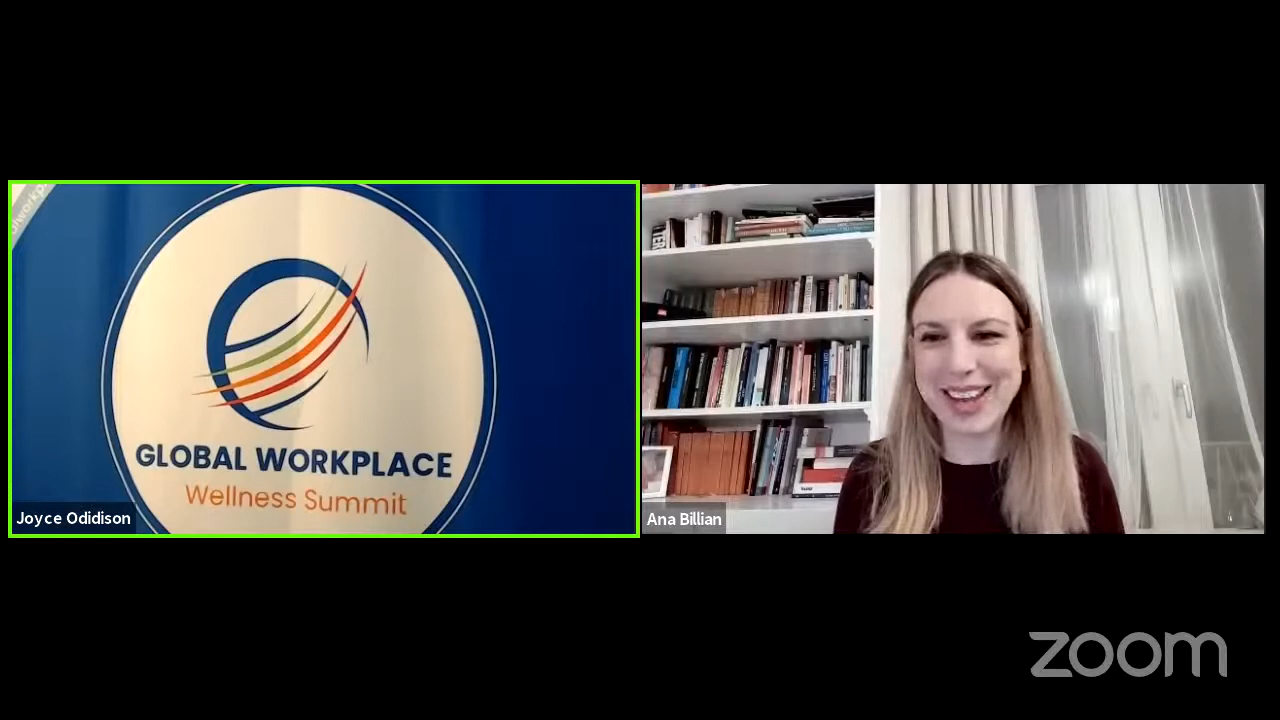 GLOBAL WORKPLACE
Wellness Summit
Joyce Odidison
Ana Billian
zoom